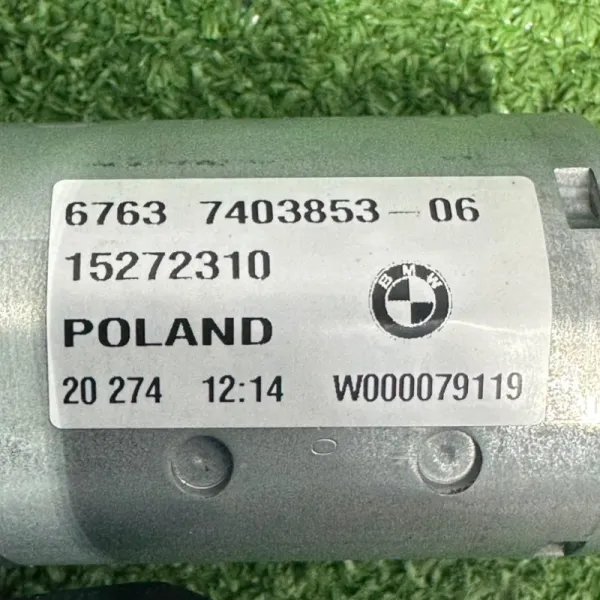 6763 7403853-06
15272310
BMW
POLAND
20 274 12:14 W000079119